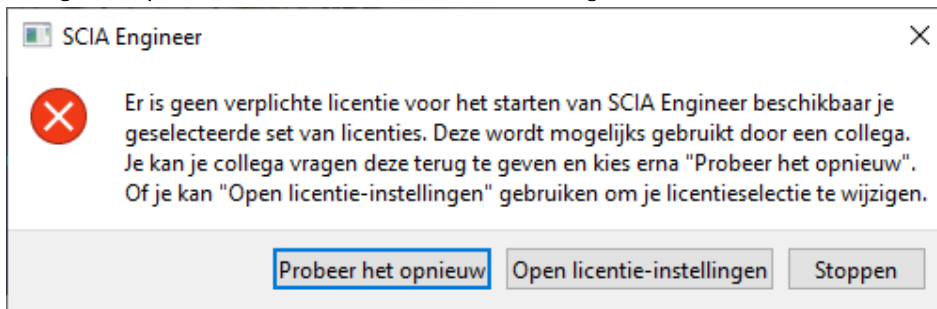 SCIA Engineer
Er is geen verplichte licentie voor het starten van SCIA Engineer beschikbaar je
geselecteerde set van licenties. Deze wordt mogelijks gebruikt door een collega.
Je kan je collega vragen deze terug te geven en kies erna "Probeer het opnieuw".
Of je kan "Open licentie-instellingen" gebruiken om je licentieselectie te wijzigen.
Probeer het opnieuw Open licentie-instellingen Stoppen